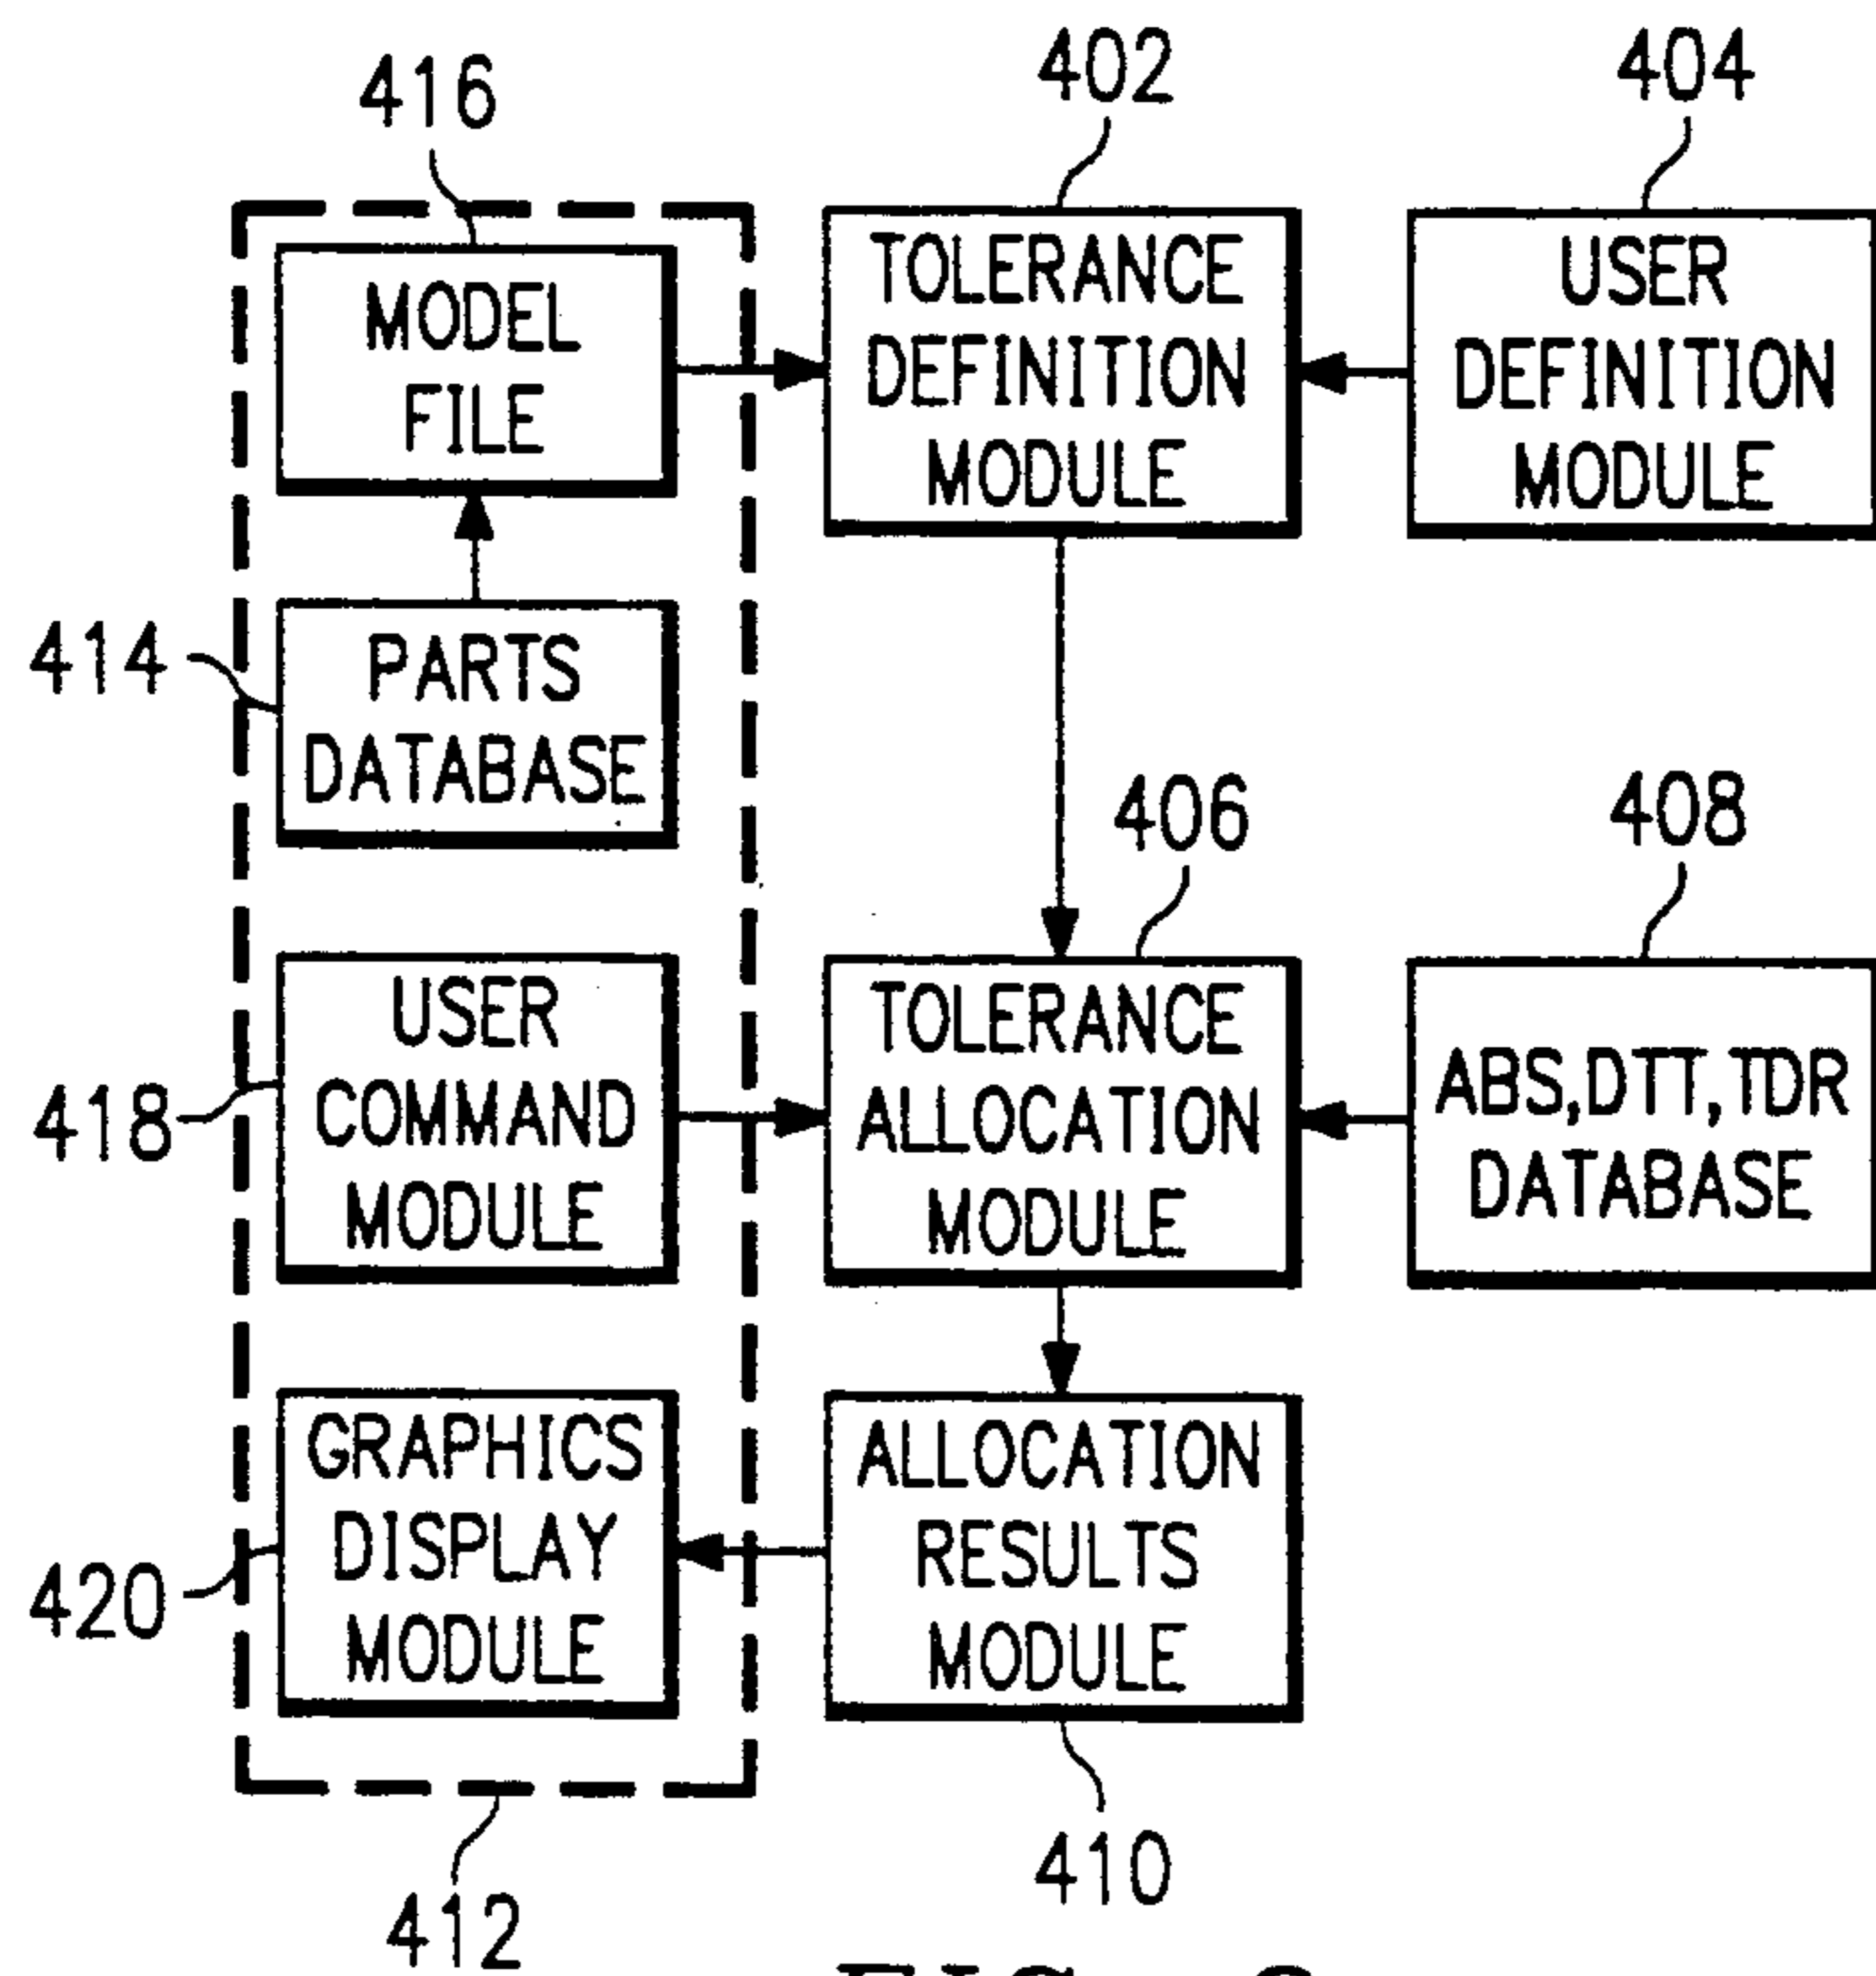 416
402
404
MODEL
FILE
TOLERANCE
DEFINITION
MODULE
USER
DEFINITION
MODULE
414
PARTS
DATABASE
406
408
418
USER
COMMAND
MODULE
TOLERANCE
ALLOCATION
MODULE
ABS,DTT,TDR
DATABASE
420
GRAPHICS
DISPLAY
MODULE
ALLOCATION
RESULTS
MODULE
412
410